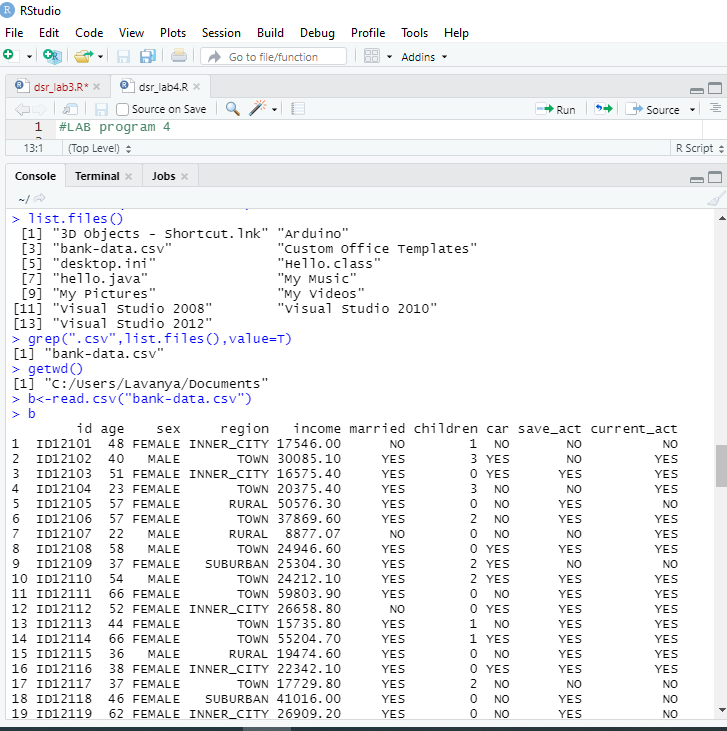 RStudio
File Edit Code View Plots Session Build Debug Profile Tools Help
Go to file/function Addins
dsr_lab3.R* dsr_lab4.R
Source on Save Run Source
1 #LAB program 4
13:1 (Top Level) R Script
Console Terminal Jobs
~/
> list.files()
[1] "3D Objects - Shortcut.lnk" "Arduino"
[3] "bank-data.csv" "Custom Office Templates"
[5] "desktop.ini" "Hello.class"
[7] "hello.java" "My Music"
[9] "My Pictures" "My Videos"
[11] "Visual Studio 2008" "Visual Studio 2010"
[13] "Visual Studio 2012"
> grep(".csv",list.files(),value=T)
[1] "bank-data.csv"
> getwd()
[1] "C:/Users/Lavanya/Documents"
> b<-read.csv("bank-data.csv")
> b
id age sex region income married children car save_act current_act
1 ID12101 48 FEMALE INNER_CITY 17546.00 NO 1 NO NO NO
2 ID12102 40 MALE TOWN 30085.10 YES 3 YES NO YES
3 ID12103 51 FEMALE INNER_CITY 16575.40 YES 0 YES YES YES
4 ID12104 23 FEMALE TOWN 20375.40 YES 3 NO NO YES
5 ID12105 57 FEMALE RURAL 50576.30 YES 0 NO YES NO
6 ID12106 57 FEMALE TOWN 37869.60 YES 2 NO YES YES
7 ID12107 22 MALE RURAL 8877.07 NO 0 NO NO YES
8 ID12108 58 MALE TOWN 24946.60 YES 0 YES YES YES
9 ID12109 37 FEMALE SUBURBAN 25304.30 YES 2 YES NO NO
10 ID12110 54 MALE TOWN 24212.10 YES 2 YES YES YES
11 ID12111 66 FEMALE TOWN 59803.90 YES 0 NO YES YES
12 ID12112 52 FEMALE INNER_CITY 26658.80 NO 0 YES YES YES
13 ID12113 44 FEMALE TOWN 15735.80 YES 1 NO YES YES
14 ID12114 66 FEMALE TOWN 55204.70 YES 1 YES YES YES
15 ID12115 36 MALE RURAL 19474.60 YES 0 NO YES YES
16 ID12116 38 FEMALE INNER_CITY 22342.10 YES 0 YES YES YES
17 ID12117 37 FEMALE TOWN 17729.80 YES 2 NO NO NO
18 ID12118 46 FEMALE SUBURBAN 41016.00 YES 0 NO YES NO
19 ID12119 62 FEMALE INNER_CITY 26909.20 YES 0 NO YES NO